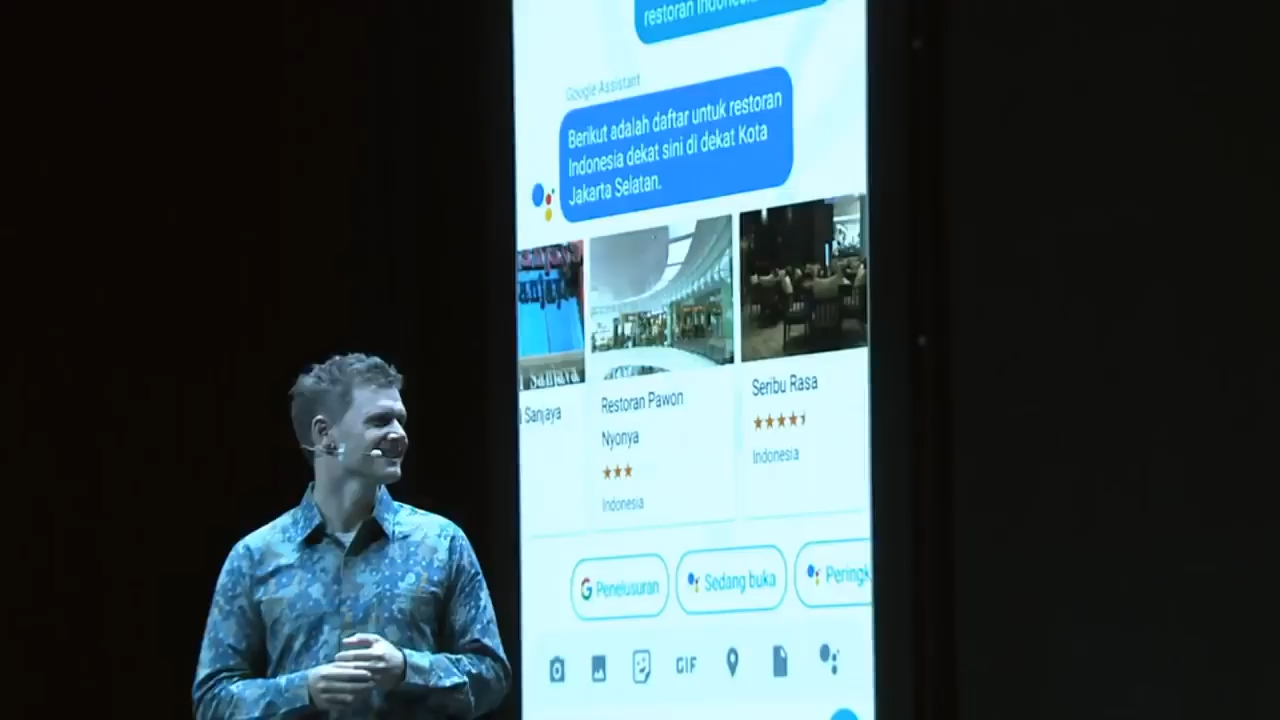 restoran Indonesia
Google Assistant
Berikut adalah daftar untuk restoran
Indonesia dekat sini di dekat Kota
Jakarta Selatan.
Sanjaya
Restoran Pawon
Nyonya
Indonesia
Seribu Rasa
Indonesia
Penelusuran
Sedang buka
Peringk
GIF